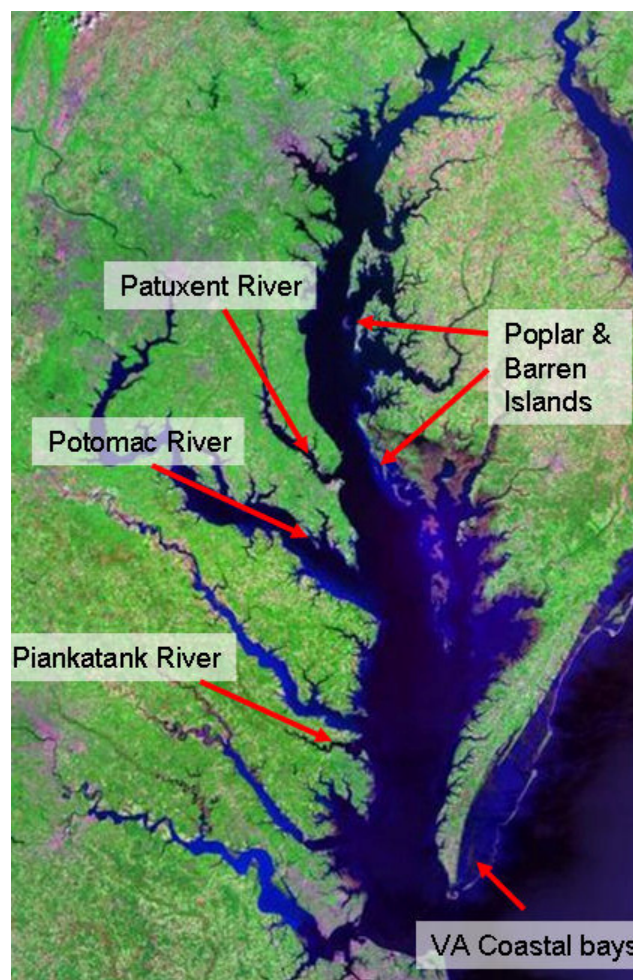 Patuxent River
Poplar &
Barren
Islands
Potomac River
Piankatank River
VA Coastal bays